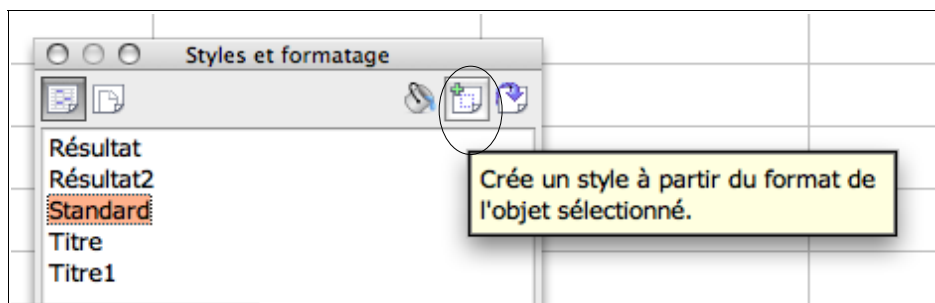 Styles et formatage
Résultat
Résultat2
Standard
Titre
Titre1
Crée un style à partir du format de
l'objet sélectionné.